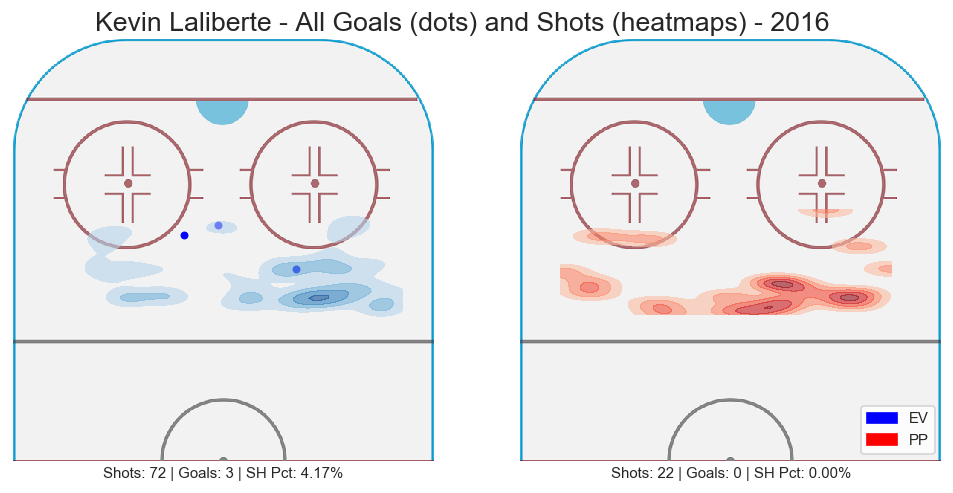 Kevin Laliberte - All Goals (dots) and Shots (heatmaps) - 2016
EV
PP
Shots: 72 | Goals: 3 | SH Pct: 4.17%
Shots: 22 | Goals: 0 | SH Pct: 0.00%